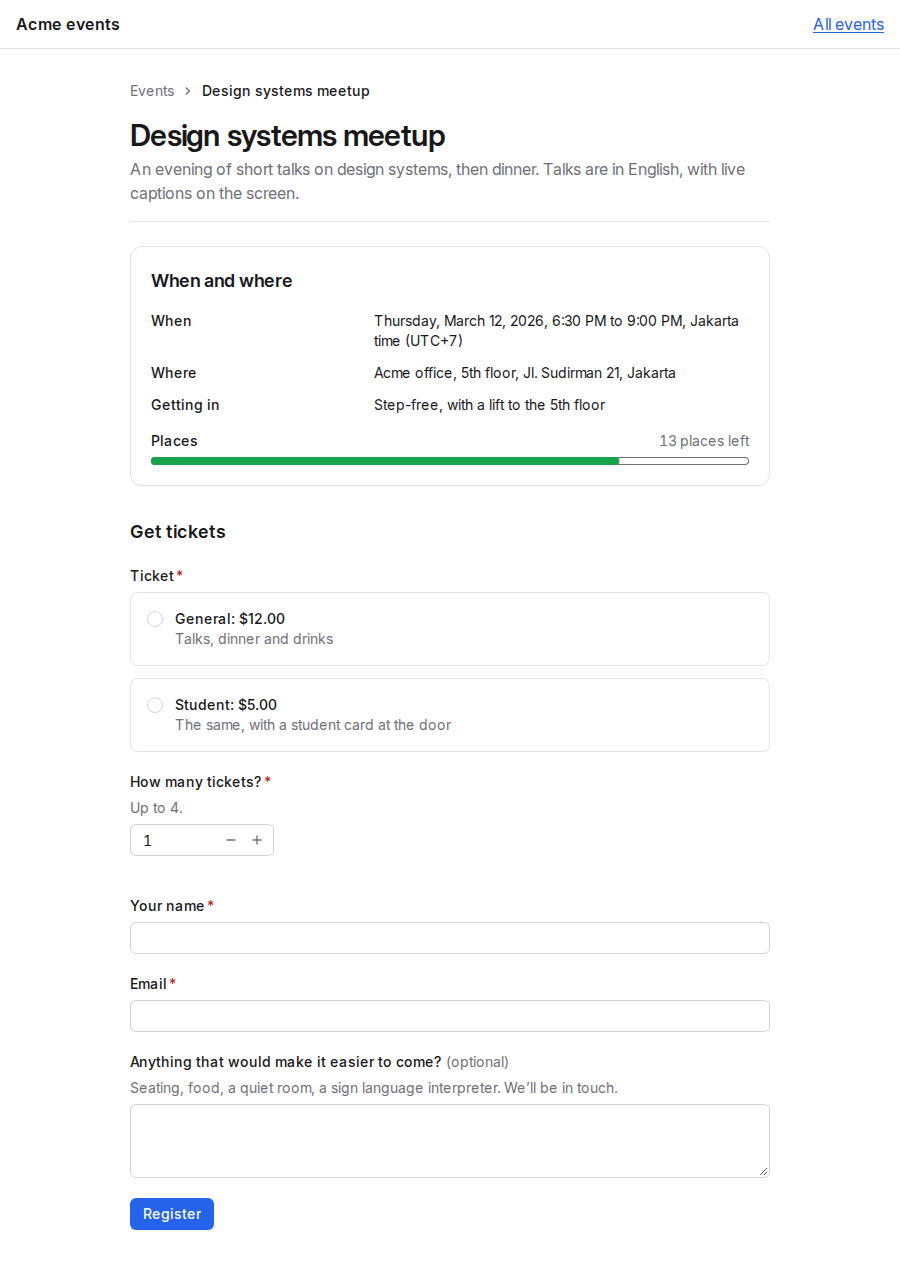 Acme events
All events
Events
Design systems meetup
Design systems meetup
An evening of short talks on design systems, then dinner. Talks are in English, with live
captions on the screen.
When and where
When
Thursday, March 12, 2026, 6:30 PM to 9:00 PM, Jakarta
time (UTC+7)
Where
Acme office, 5th floor, Jl. Sudirman 21, Jakarta
Getting in
Step-free, with a lift to the 5th floor
Places
13 places left
Get tickets
Ticket*
General: $12.00
Talks, dinner and drinks
Student: $5.00
The same, with a student card at the door
How many tickets?*
Up to 4.
1
Your name*
Email*
Anything that would make it easier to come? (optional)
Seating, food, a quiet room, a sign language interpreter. We’ll be in touch.
Register